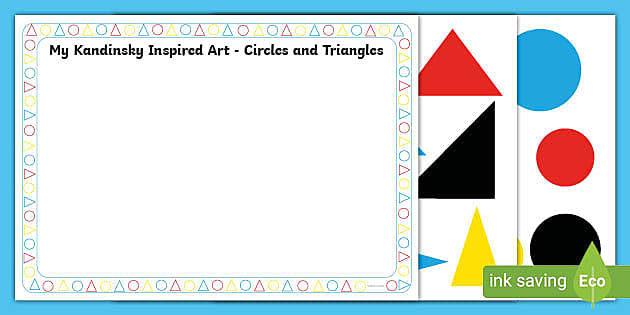 My Kandinsky Inspired Art - Circles and Triangles
ink saving Eco